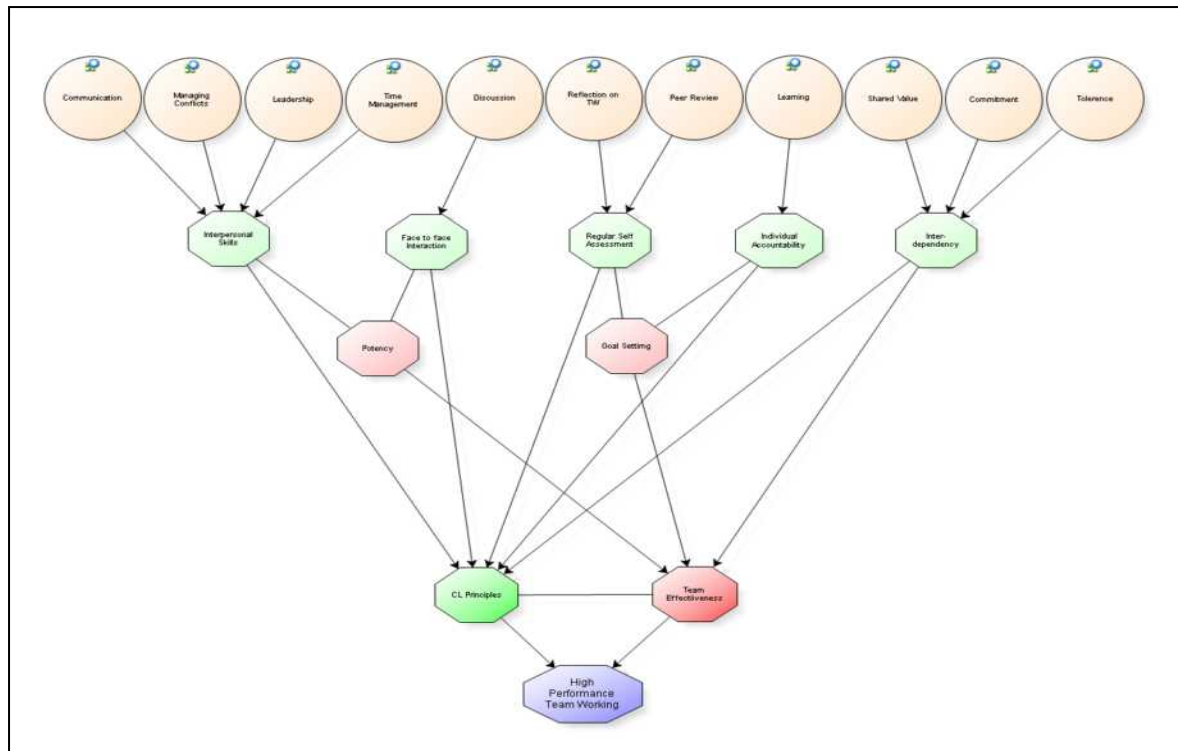 Communication
Managing
Conflicts
Leadership
Time
Management
Discussion
Reflection on
TW
Peer Review
Learning
Shared Value
Commitment
Tolerence
Interpersonal
Skills
Face to face
Interaction
Regular Self
Assessment
Individual
Accountability
Inter-
dependency
Potency
Goal Settimg
CL Principles
Team
Effectiveness
High
Performance
Team Working